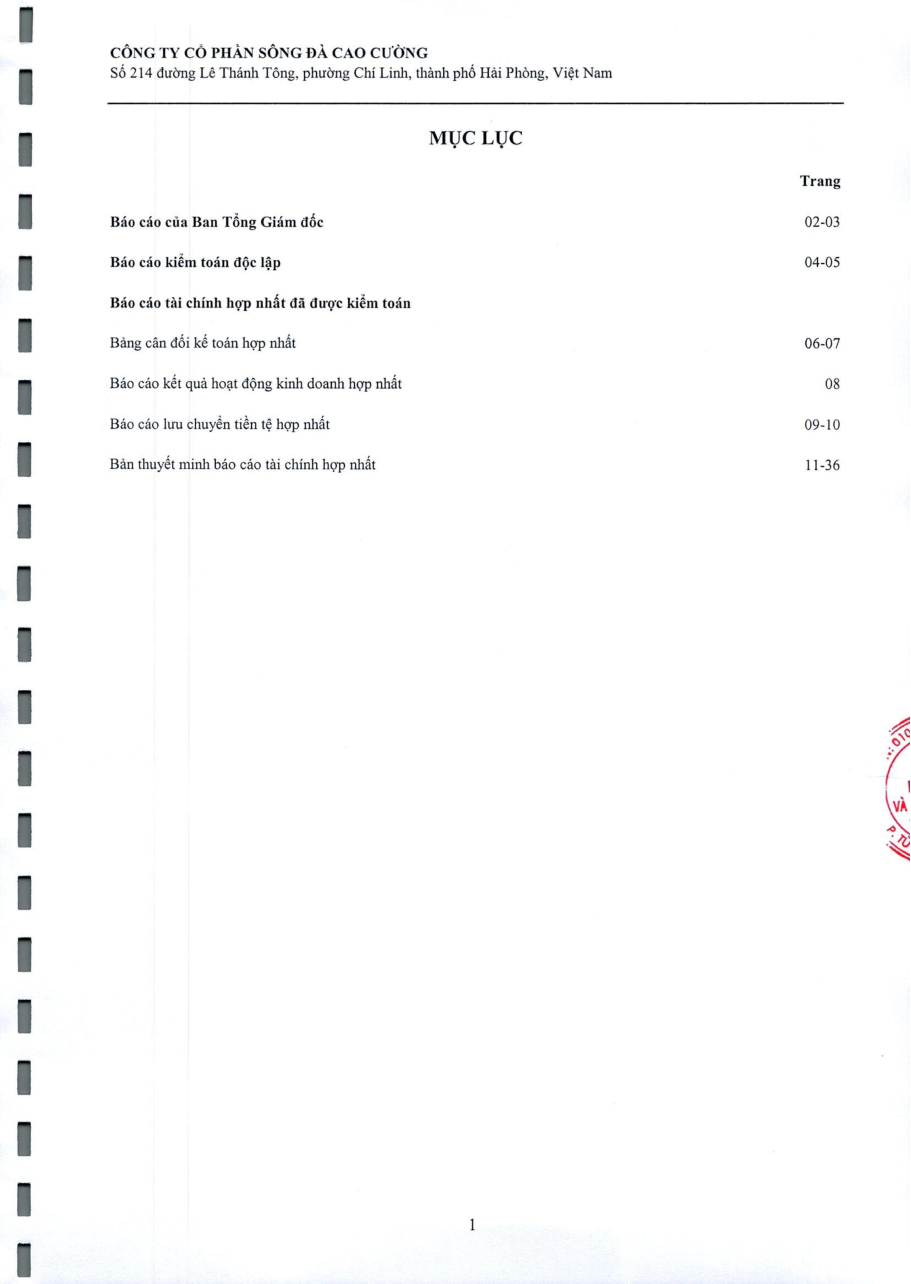 CÔNG TY CỔ PHẦN SÔNG ĐÀ CAO CƯỜNG
Số 214 đường Lê Thánh Tông, phường Chí Linh, thành phố Hải Phòng, Việt Nam
MỤC LỤC
Trang
Báo cáo của Ban Tổng Giám đốc 02-03
Báo cáo kiểm toán độc lập 04-05
Báo cáo tài chính hợp nhất đã được kiểm toán
Bảng cân đối kế toán hợp nhất 06-07
Báo cáo kết quả hoạt động kinh doanh hợp nhất 08
Báo cáo lưu chuyển tiền tệ hợp nhất 09-10
Bản thuyết minh báo cáo tài chính hợp nhất 11-36
VÀ
1